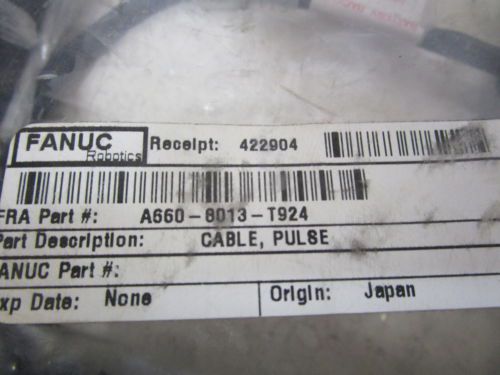 FANUC
Robotics
Receipt: 422904
FRA Part #: A660-8013-T924
Part Description: CABLE, PULSE
FANUC Part #:
Exp Date: None
Origin: Japan